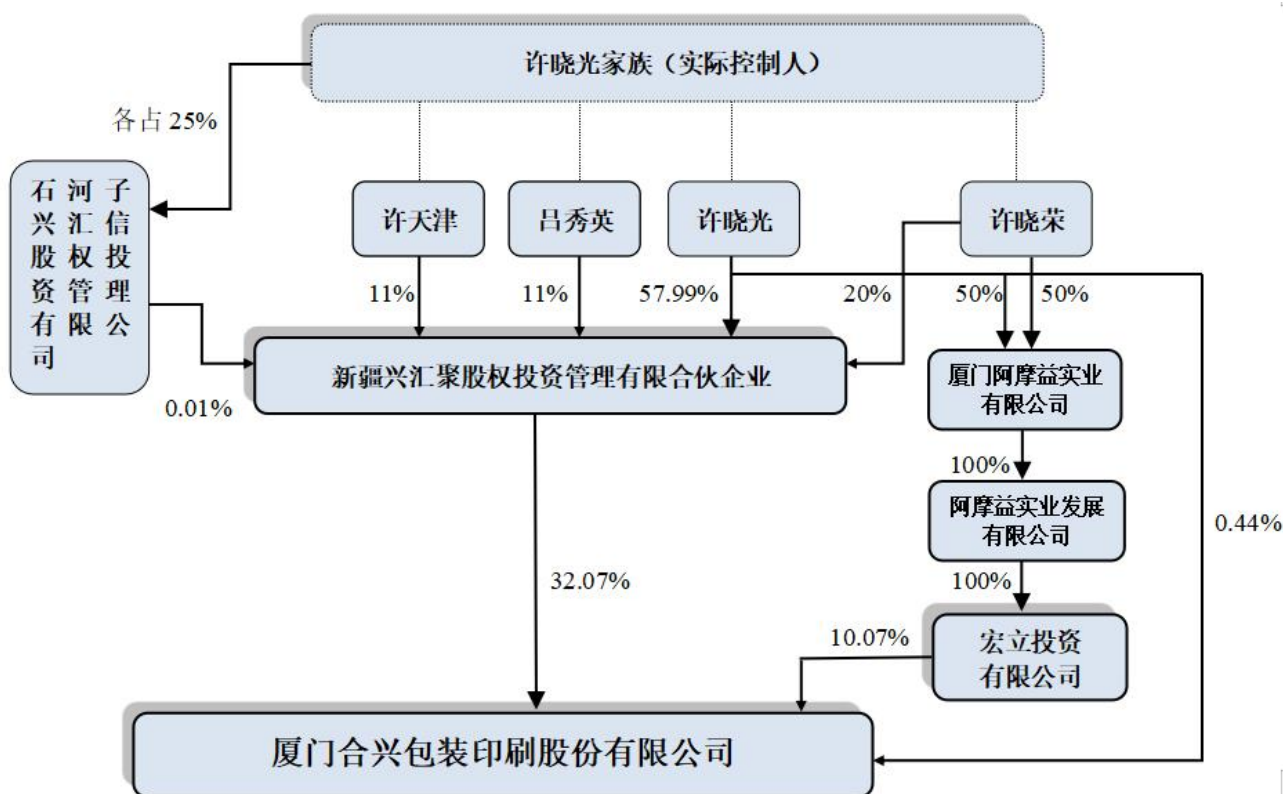 许晓光家族（实际控制人）
各占 25%
石河子
兴汇信
股权投
资管理
有限公
司
许天津
吕秀英
许晓光
许晓荣
11%
11%
57.99%
20%
50%
50%
新疆兴汇聚股权投资管理有限合伙企业
厦门阿摩益实业
有限公司
0.01%
100%
阿摩益实业发展
有限公司
0.44%
32.07%
100%
10.07%
宏立投资
有限公司
厦门合兴包装印刷股份有限公司